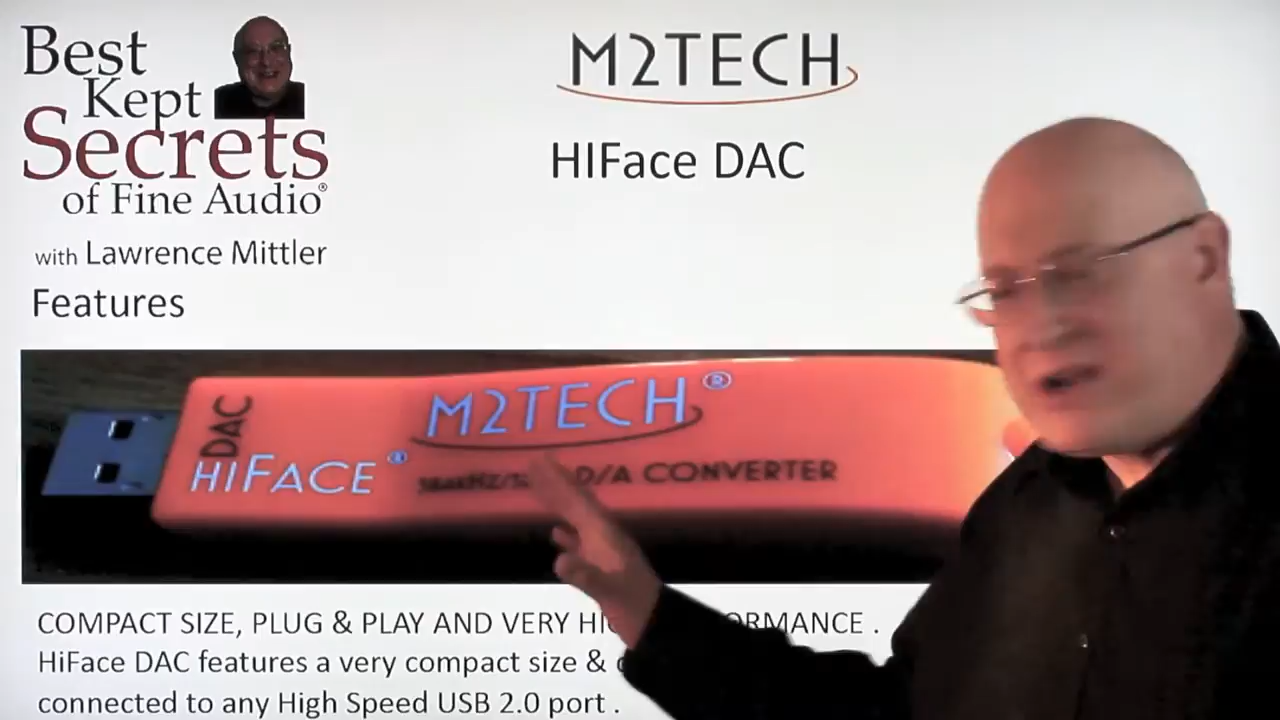 Best
Kept
Secrets
of Fine Audio®
with Lawrence Mittler
M2TECH
HIFace DAC
Features
DAC
HIFACE®
M2TECH®
D/A CONVERTER
COMPACT SIZE, PLUG & PLAY AND VERY
HiFace DAC features a very compact size &
connected to any High Speed USB 2.0 port .